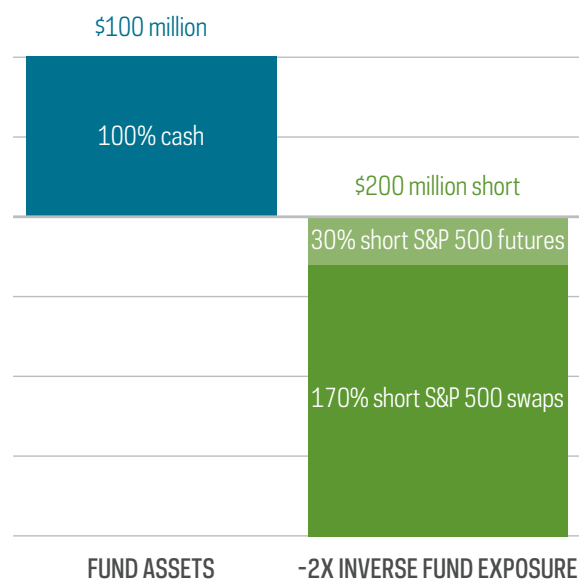 $100 million
100% cash
$200 million short
30% short S&P 500 futures
170% short S&P 500 swaps
FUND ASSETS
-2X INVERSE FUND EXPOSURE